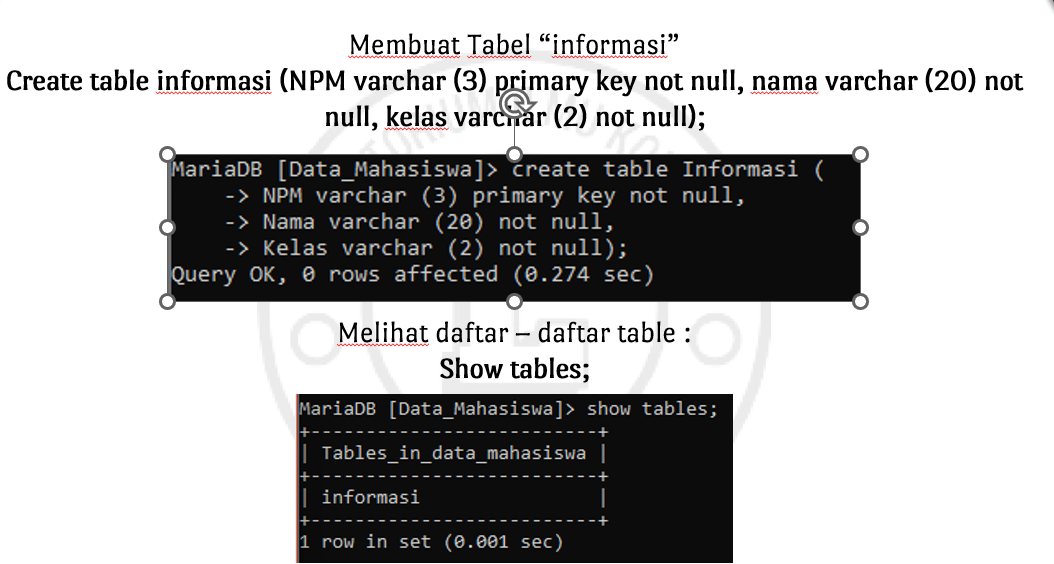 Membuat Tabel “informasi”
Create table informasi (NPM varchar (3) primary key not null, nama varchar (20) not
null, kelas varchar (2) not null);
MariaDB [Data_Mahasiswa]> create table Informasi (
-> NPM varchar (3) primary key not null,
-> Nama varchar (20) not null,
-> Kelas varchar (2) not null);
Query OK, 0 rows affected (0.274 sec)
Melihat daftar – daftar table :
Show tables;
MariaDB [Data_Mahasiswa]> show tables;
+---------------------------+
| Tables_in_data_mahasiswa |
+---------------------------+
| informasi |
+---------------------------+
1 row in set (0.001 sec)